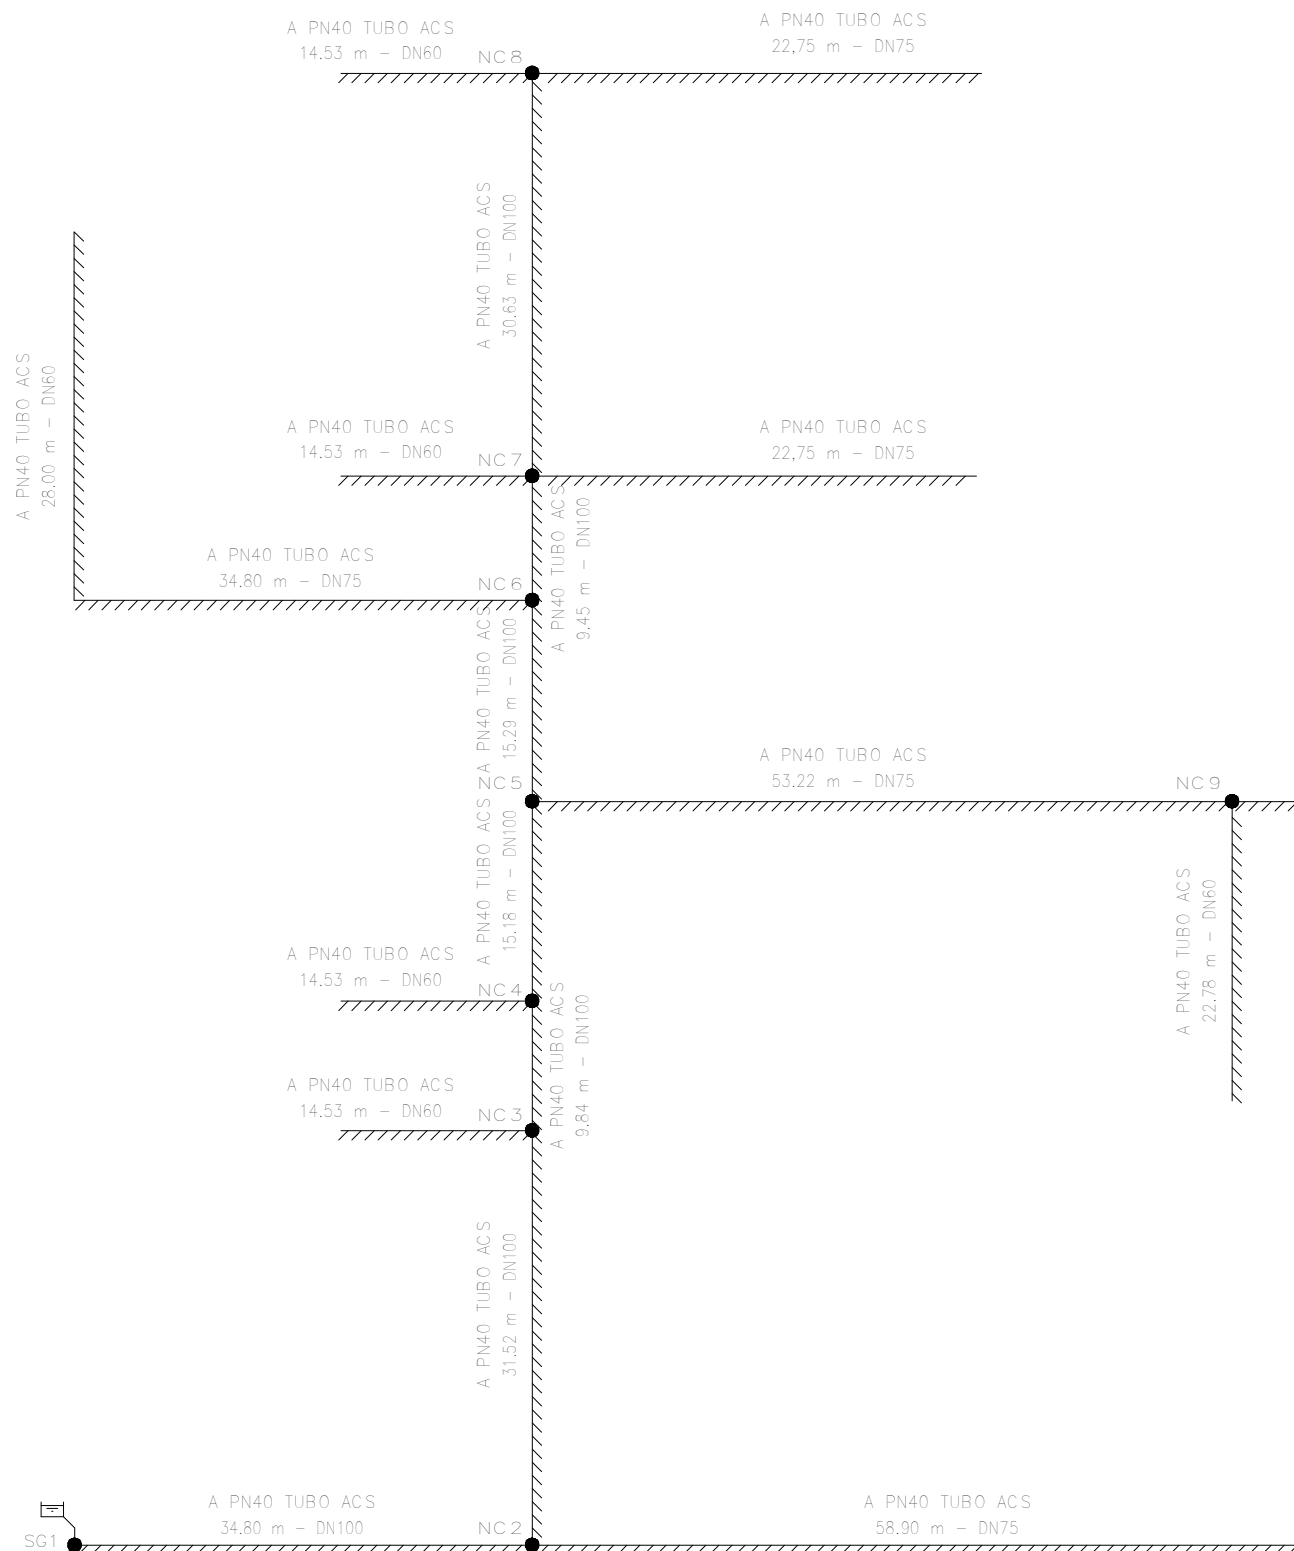 A PN40 TUBO ACS
14.53 m - DN60
NC8
A PN40 TUBO ACS
22,75 m - DN75
A PN40 TUBO ACS
30.63 m - DN100
A PN40 TUBO ACS
28.00 m - DN60
A PN40 TUBO ACS
14.53 m - DN60
NC7
A PN40 TUBO ACS
22,75 m - DN75
A PN40 TUBO ACS
9.45 m - DN100
A PN40 TUBO ACS
34.80 m - DN75
NC6
A PN40 TUBO ACS
15.29 m - DN100
A PN40 TUBO ACS
53.22 m - DN75
NC5
NC9
A PN40 TUBO ACS
15.18 m - DN100
A PN40 TUBO ACS
22.78 m - DN60
A PN40 TUBO ACS
14.53 m - DN60
NC4
A PN40 TUBO ACS
9.84 m - DN100
A PN40 TUBO ACS
14.53 m - DN60
NC3
A PN40 TUBO ACS
31.52 m - DN100
A PN40 TUBO ACS
34.80 m - DN100
NC2
A PN40 TUBO ACS
58.90 m - DN75
SG1